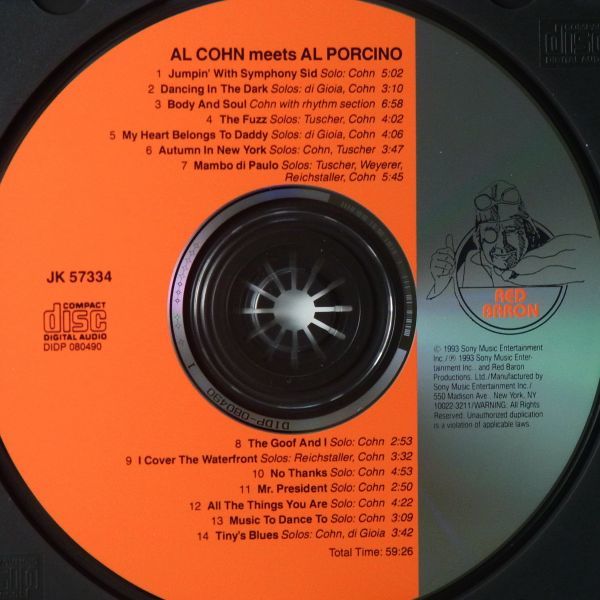 AL COHN meets AL PORCINO
1 Jumpin' With Symphony Sid Solo: Cohn 5:02
2 Dancing In The Dark Solos: di Gioia, Cohn 3:10
3 Body And Soul Cohn with rhythm section 6:58
4 The Fuzz Solos: Tuscher, Cohn 4:02
5 My Heart Belongs To Daddy Solos: di Gioia, Cohn 4:06
6 Autumn In New York Solos: Cohn, Tuscher 3:47
7 Mambo di Paulo Solos: Tuscher, Weyerer,
Reichstaller, Cohn 5:45
JK 57334
COMPACT
disc
DIGITAL AUDIO
DIDP 080490
RED
BARON
© 1993 Sony Music Entertainment
Inc./℗ 1993 Sony Music Enter-
tainment Inc. and Red Baron
Productions, Ltd./Manufactured by
Sony Music Entertainment Inc./
550 Madison Ave. New York, NY
10022-3211/WARNING: All Rights
Reserved. Unauthorized duplication
is a violation of applicable laws.
1 DIDP-080490
8 The Goof And I Solo: Cohn 2:53
9 I Cover The Waterfront Solos: Reichstaller, Cohn 3:32
10 No Thanks Solo: Cohn 4:53
11 Mr. President Solo: Cohn 2:50
12 All The Things You Are Solo: Cohn 4:22
13 Music To Dance To Solo: Cohn 3:09
14 Tiny's Blues Solos: Cohn, di Gioia 3:42
Total Time: 59:26
COMPACT
disc
DIGITAL AUDIO